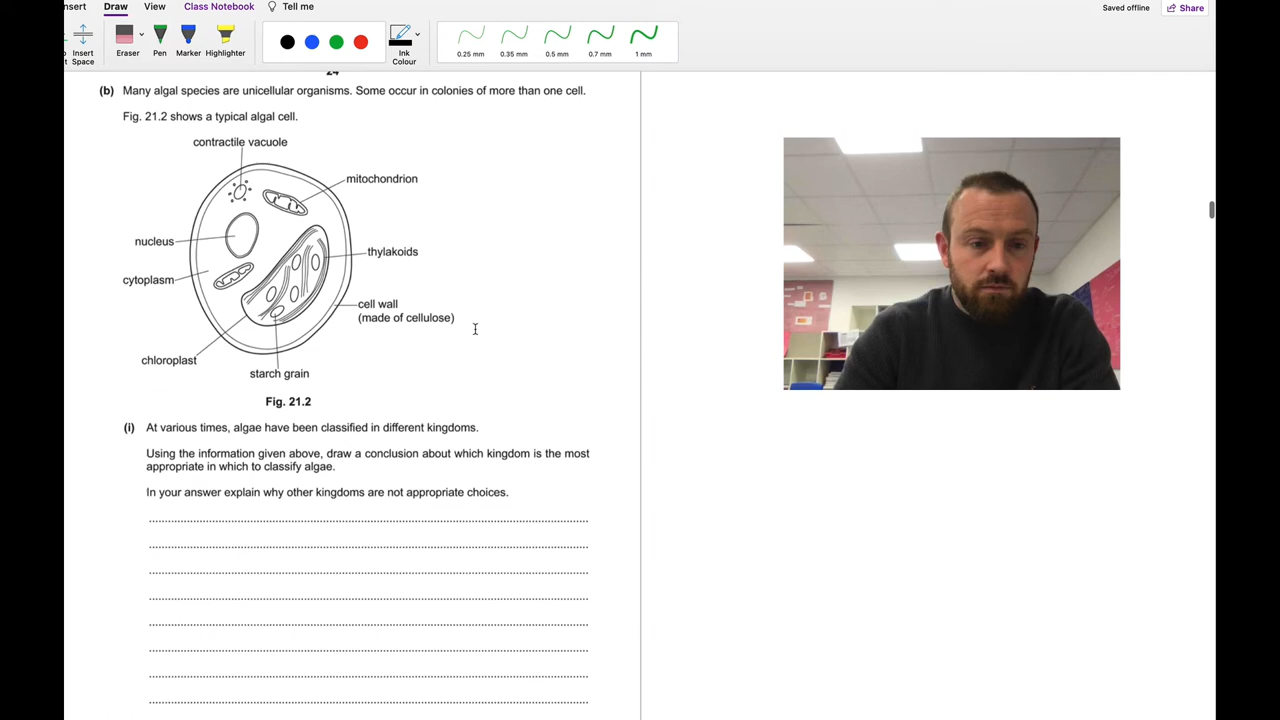 nsert Draw View Class Notebook Tell me Saved offline Share
Eraser Pen Marker Highlighter Ink Colour
Insert Space
0.25 mm 0.35 mm 0.5 mm 0.7 mm 1 mm
24
(b) Many algal species are unicellular organisms. Some occur in colonies of more than one cell.
Fig. 21.2 shows a typical algal cell.
contractile vacuole
mitochondrion
nucleus
thylakoids
cytoplasm
cell wall
(made of cellulose)
chloroplast
starch grain
Fig. 21.2
(i) At various times, algae have been classified in different kingdoms.
Using the information given above, draw a conclusion about which kingdom is the most
appropriate in which to classify algae.
In your answer explain why other kingdoms are not appropriate choices.